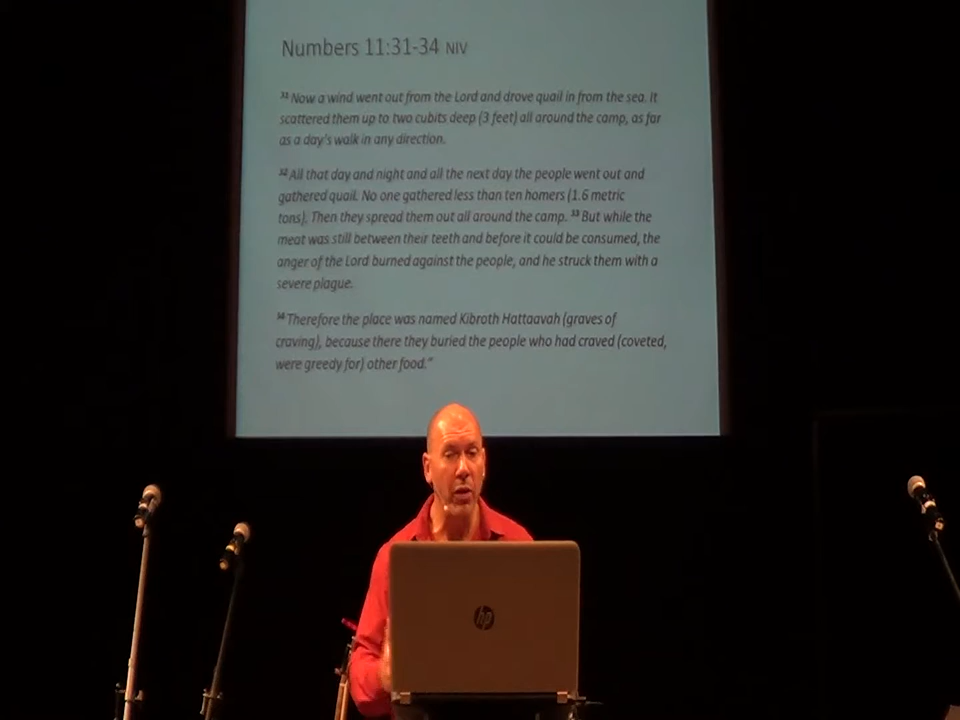 Numbers 11:31-34 NIV
31 Now a wind went out from the Lord and drove quail in from the sea. It
scattered them up to two cubits deep (3 feet) all around the camp, as far
as a day's walk in any direction.
32 All that day and night and all the next day the people went out and
gathered quail. No one gathered less than ten homers (1.6 metric
tons). Then they spread them out all around the camp. 33 But while the
meat was still between their teeth and before it could be consumed, the
anger of the Lord burned against the people, and he struck them with a
severe plague.
34 Therefore the place was named Kibroth Hattaavah (graves of
craving), because there they buried the people who had craved (coveted,
were greedy for) other food."
hp